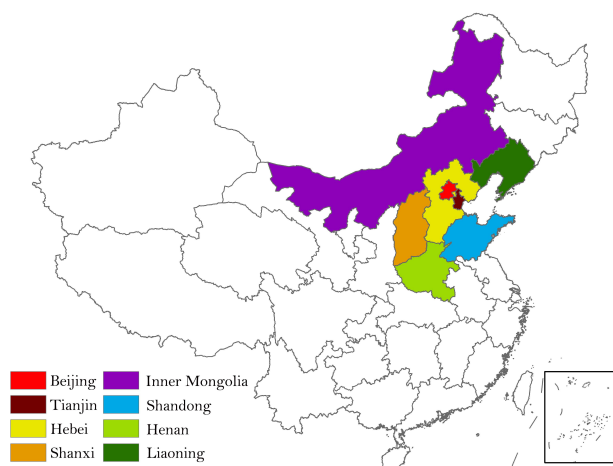 Beijing
Tianjin
Hebei
Shanxi
Inner Mongolia
Shandong
Henan
Liaoning